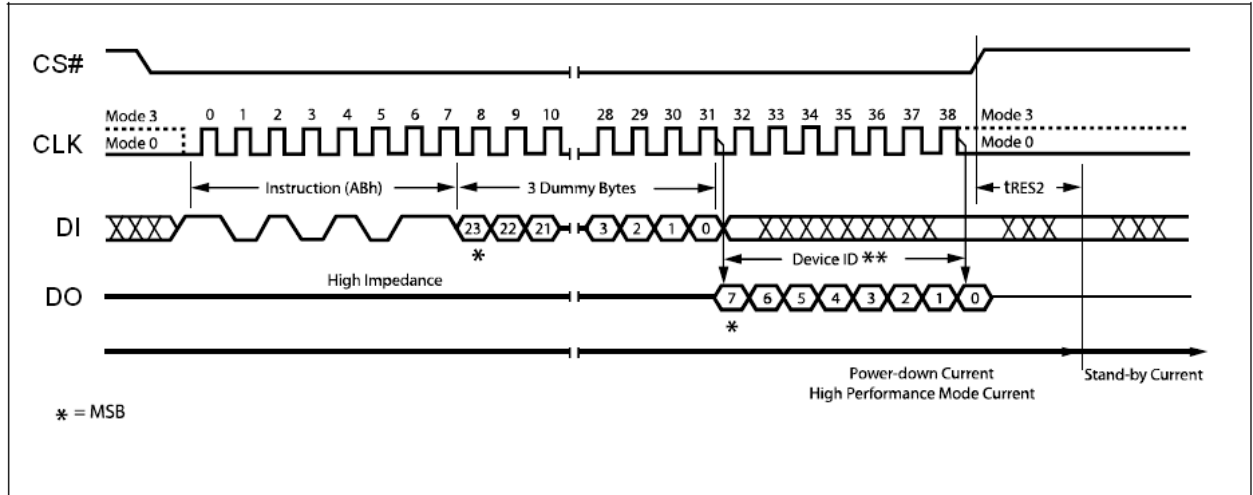 CS#
Mode 3 0 1 2 3 4 5 6 7 8 9 10 28 29 30 31 32 33 34 35 36 37 38 Mode 3
CLK Mode 0 Mode 0
Instruction (ABh) 3 Dummy Bytes tRES2
DI 23 22 21 3 2 1 0
* Device ID **
High Impedance
DO 7 6 5 4 3 2 1 0
*
Power-down Current Stand-by Current
High Performance Mode Current
* = MSB